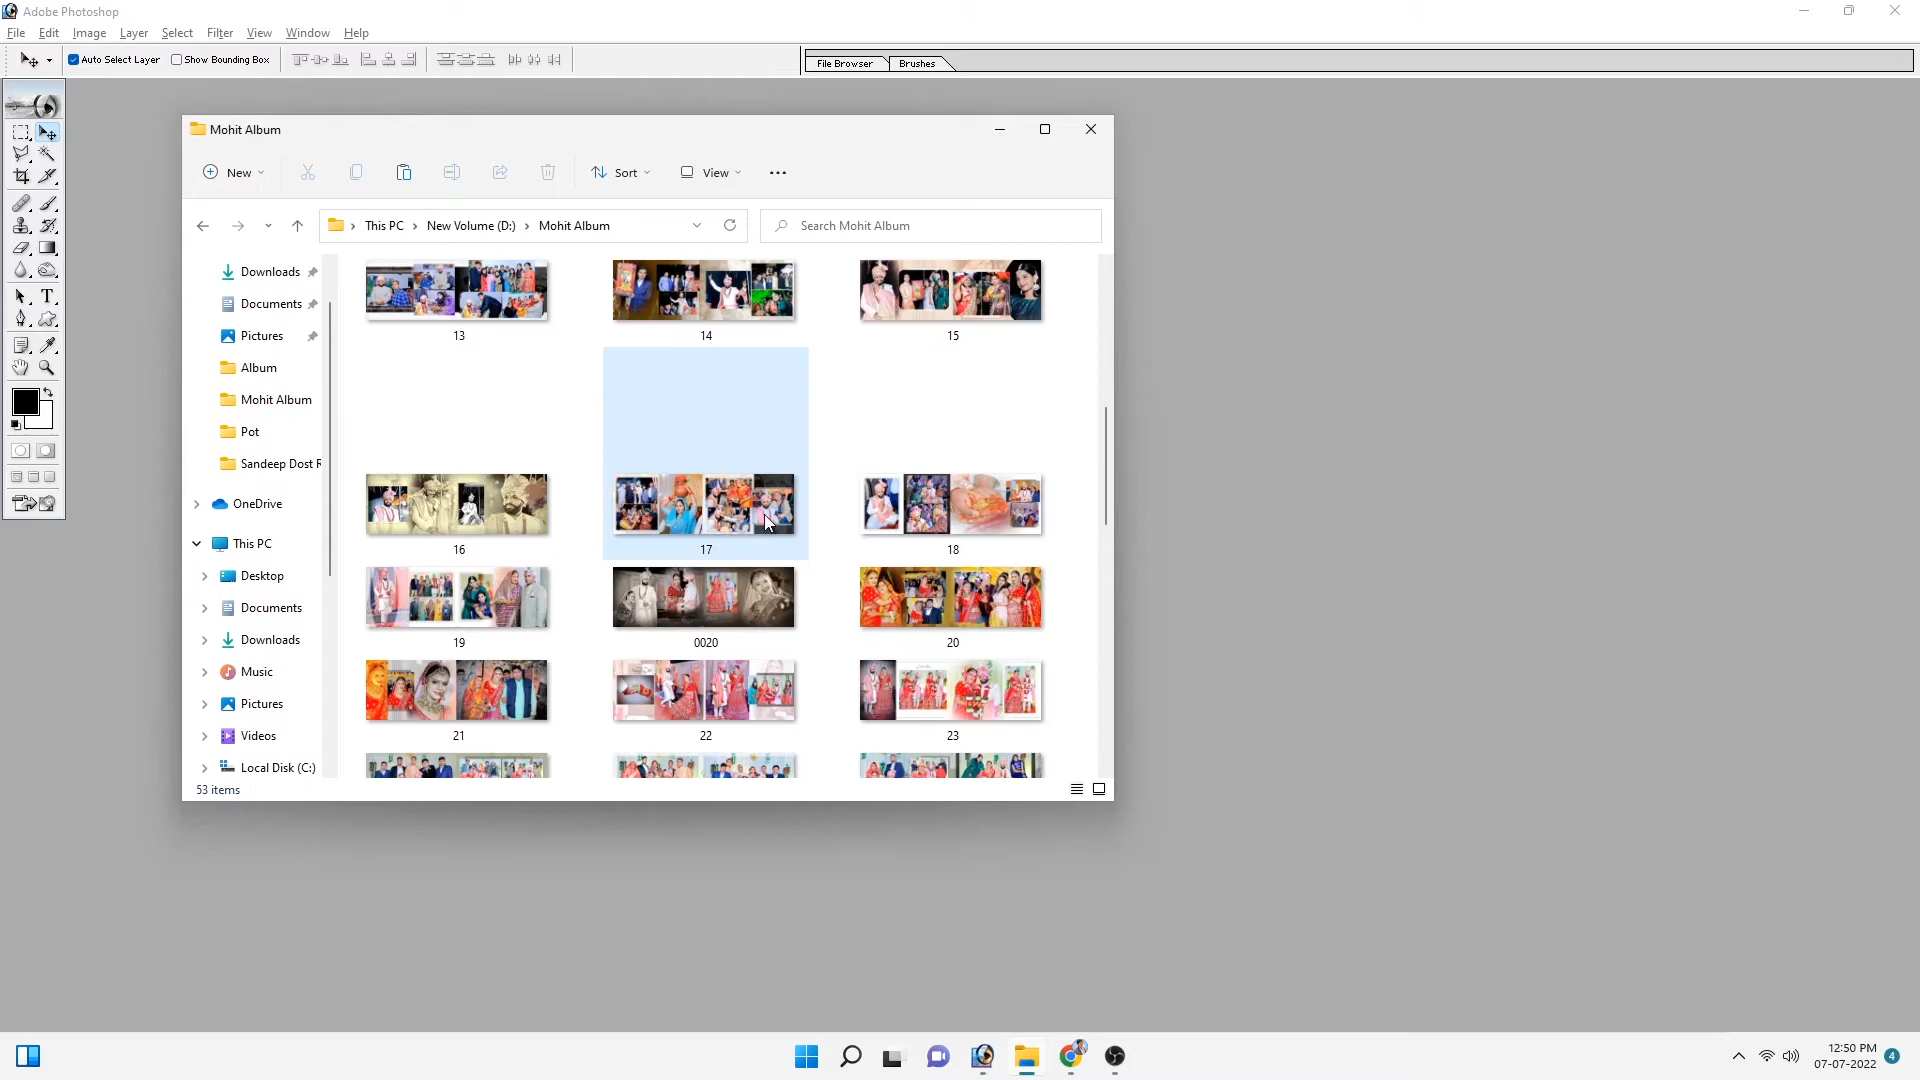 Adobe Photoshop
File Edit Image Layer Select Filter View Window Help
Auto Select Layer Show Bounding Box
File Browser Brushes
Mohit Album
New Sort View
This PC New Volume (D:) Mohit Album
Search Mohit Album
Downloads
Documents
Pictures
Album
Mohit Album
Pot
Sandeep Dost R
OneDrive
This PC
Desktop
Documents
Downloads
Music
Pictures
Videos
Local Disk (C:)
13 14 15
16 17 18
19 0020 20
21 22 23
53 items
12:50 PM
07-07-2022
4